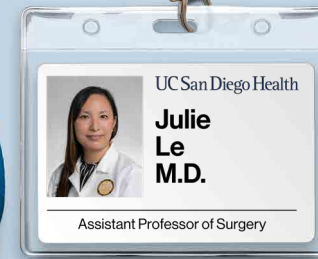 UC San Diego Health
Julie
Le
M.D.
Assistant Professor of Surgery